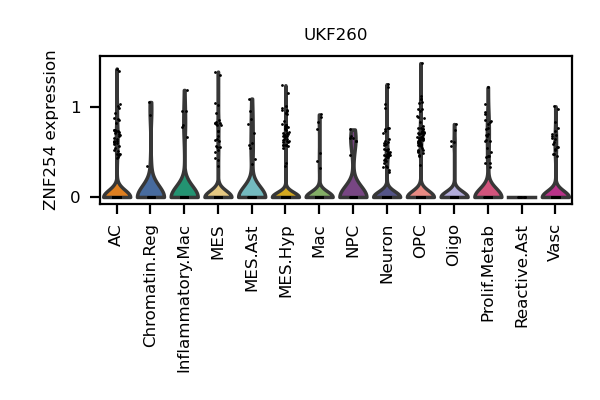 UKF260
ZNF254 expression
1
0
AC
Chromatin.Reg
Inflammatory.Mac
MES
MES.Ast
MES.Hyp
Mac
NPC
Neuron
OPC
Oligo
Prolif.Metab
Reactive.Ast
Vasc